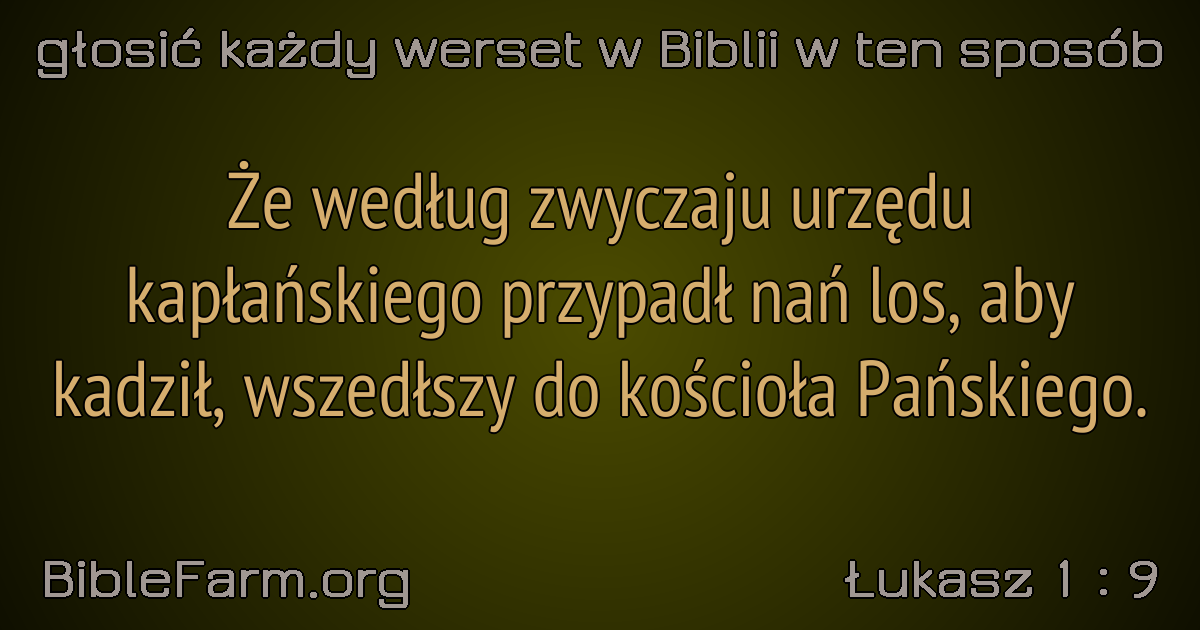 głosić każdy werset w Biblii w ten sposób
Że według zwyczaju urzędu
kapłańskiego przypadł nań los, aby
kadził, wszedłszy do kościoła Pańskiego.
BibleFarm.org
Łukasz 1 : 9